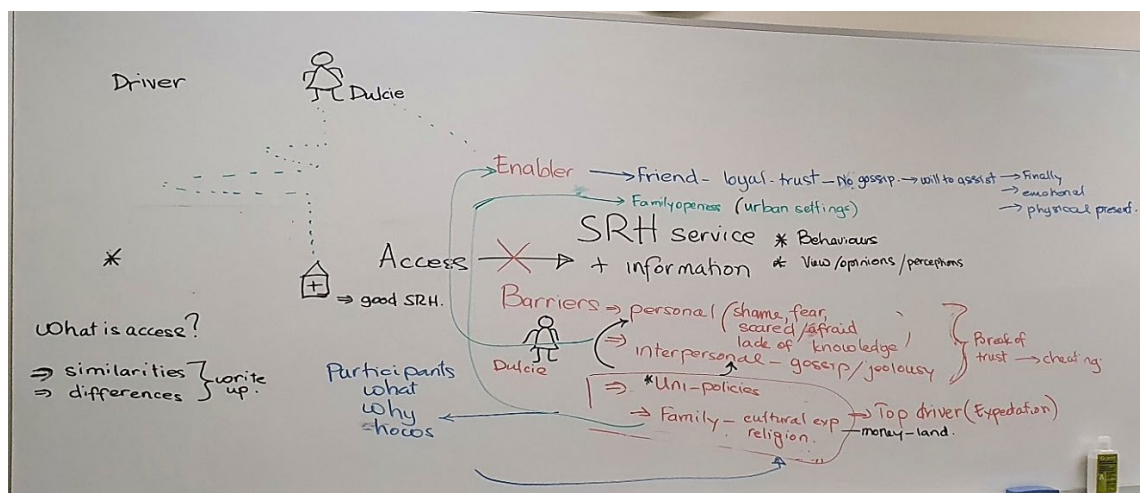 Driver
Dulcie
Enabler → Friend - loyal - trust - No gossip. → will to assist → Finally
→ emotional
→ physical present.
→ Family openess (urban settings)
Access → SRH service * Behaviours
+ information * View/opinions/perceptions
*
⇒ good SRH.
Barriers ⇒ personal (shame, fear,
scared/afraid
lack of knowledge)
⇒ interpersonal - gossip/jealousy
Break of
trust → cheating
Dulcie
What is access?
⇒ similarities
⇒ differences
write
up.
Participants
what
why
⇒ *Uni-policies
→ Family - cultural exp → Top driver (Expectation)
religion. money-land.